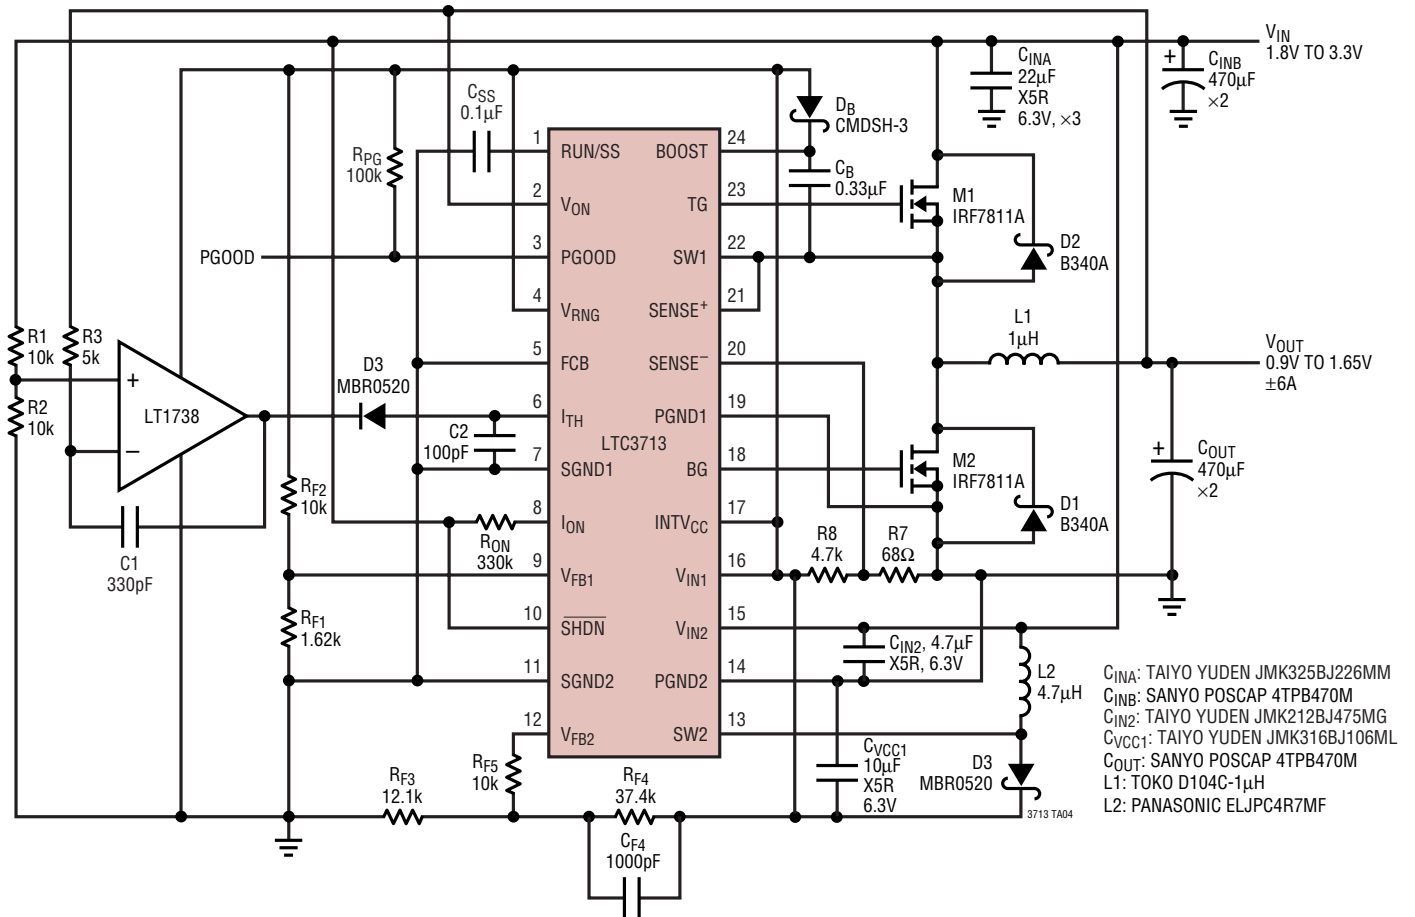 VIN
1.8V TO 3.3V
CINA
22µF
X5R
6.3V, ×3
+
CINB
470µF
×2
CSS
0.1µF
DB
CMDSH-3
RPG
100k
CB
0.33µF
M1
IRF7811A
D2
B340A
PGOOD
1
RUN/SS
2
VON
3
PGOOD
4
VRNG
5
FCB
6
ITH
7
SGND1
8
ION
9
VFB1
10
SHDN
11
SGND2
12
VFB2
LTC3713
24
BOOST
23
TG
22
SW1
21
SENSE+
20
SENSE–
19
PGND1
18
BG
17
INTVCC
16
VIN1
15
VIN2
14
PGND2
13
SW2
R1
10k
R3
5k
R2
10k
+
LT1738
–
D3
MBR0520
C2
100pF
C1
330pF
RF2
10k
RON
330k
RF1
1.62k
L1
1µH
VOUT
0.9V TO 1.65V
±6A
+
COUT
470µF
×2
M2
IRF7811A
D1
B340A
R8
4.7k
R7
68Ω
CIN2, 4.7µF
X5R, 6.3V
L2
4.7µH
CVCC1
10µF
X5R
6.3V
D3
MBR0520
RF5
10k
RF3
12.1k
RF4
37.4k
CF4
1000pF
3713 TA04
CINA: TAIYO YUDEN JMK325BJ226MM
CINB: SANYO POSCAP 4TPB470M
CIN2: TAIYO YUDEN JMK212BJ475MG
CVCC1: TAIYO YUDEN JMK316BJ106ML
COUT: SANYO POSCAP 4TPB470M
L1: TOKO D104C-1µH
L2: PANASONIC ELJPC4R7MF